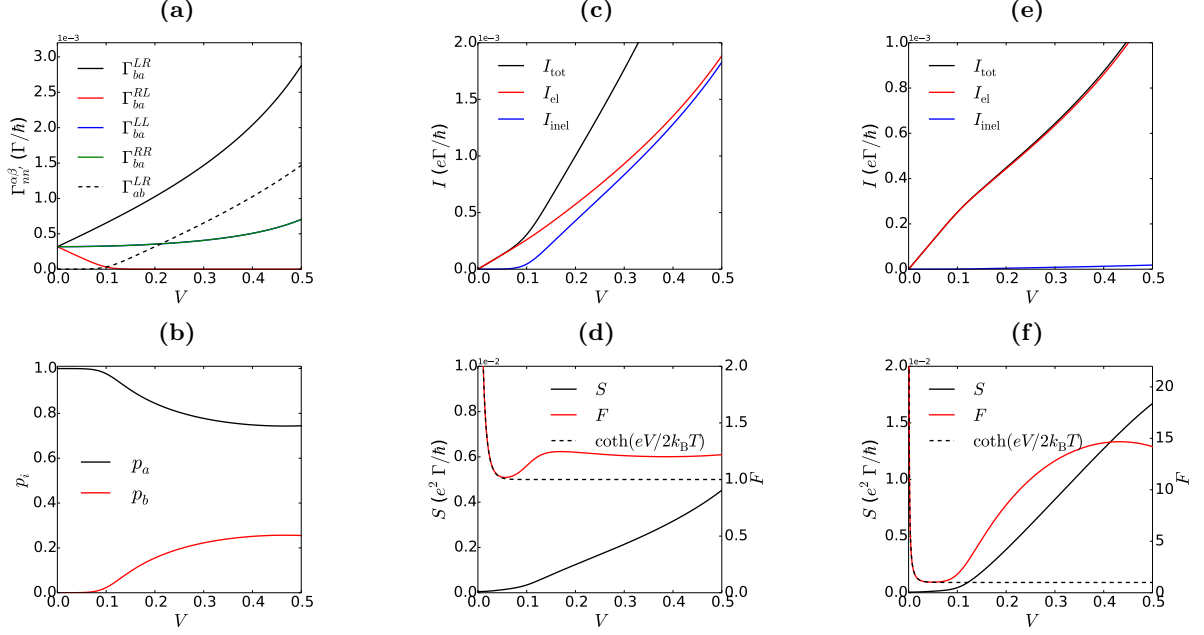 (a)
1e−3
3.0
2.5
2.0
1.5
1.0
0.5
0.0
0.0 0.1 0.2 0.3 0.4 0.5
V
Γ^{αβ}_{nn′} (Γ/ħ)
Γ^{LR}_{ba}
Γ^{RL}_{ba}
Γ^{LL}_{ba}
Γ^{RR}_{ba}
Γ^{LR}_{ab}
(c)
1e−3
2.0
1.5
1.0
0.5
0.0
0.0 0.1 0.2 0.3 0.4 0.5
V
I (eΓ/ħ)
I_tot
I_el
I_inel
(e)
1e−3
1.0
0.8
0.6
0.4
0.2
0.0
0.0 0.1 0.2 0.3 0.4 0.5
V
I (eΓ/ħ)
I_tot
I_el
I_inel
(b)
1.0
0.8
0.6
0.4
0.2
0.0
0.0 0.1 0.2 0.3 0.4 0.5
V
p_i
p_a
p_b
(d)
1e−2
1.0
0.8
0.6
0.4
0.2
0.0
0.0 0.1 0.2 0.3 0.4 0.5
V
S (e² Γ/ħ)
S
F
coth(eV/2k_BT)
2.0
1.5
1.0
0.5
0.0
F
(f)
1e−2
2.0
1.5
1.0
0.5
0.0
0.0 0.1 0.2 0.3 0.4 0.5
V
S (e² Γ/ħ)
S
F
coth(eV/2k_BT)
20
15
10
5
0
F